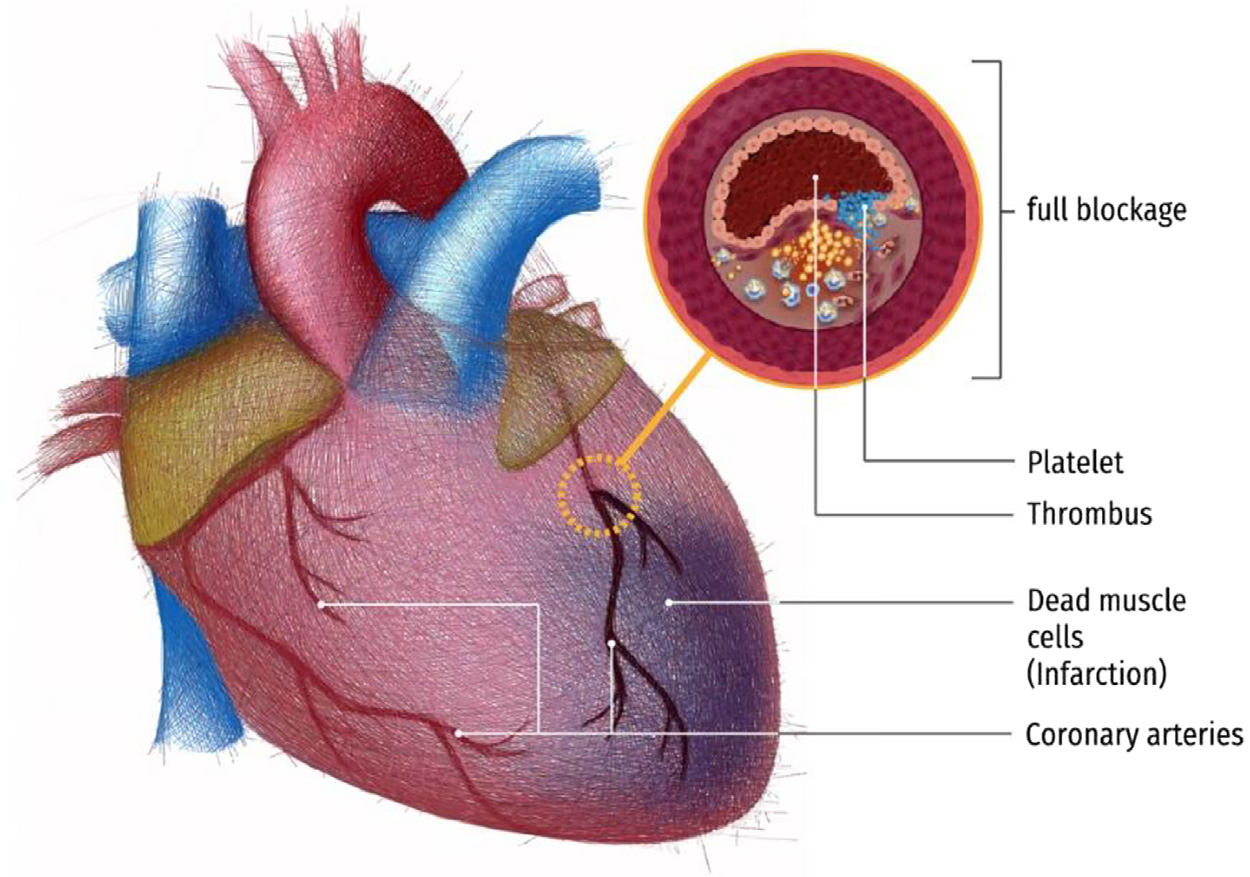 full blockage
Platelet
Thrombus
Dead muscle
cells
(Infarction)
Coronary arteries